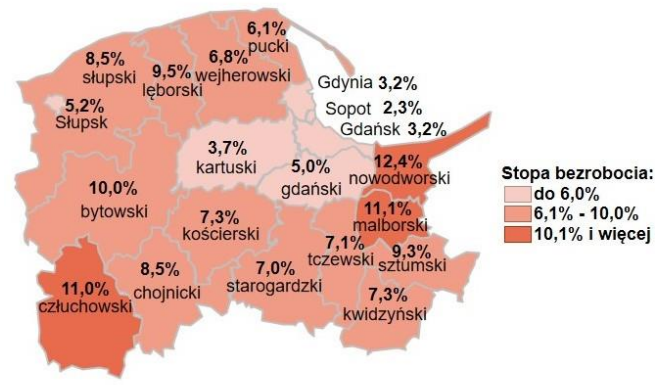 6,1%
pucki
8,5%
słupski
9,5%
lęborski
6,8%
wejherowski
Gdynia 3,2%
Sopot 2,3%
Gdańsk 3,2%
5,2%
Słupsk
3,7%
kartuski
5,0%
gdański
12,4%
nowodworski
10,0%
bytowski
7,3%
kościerski
11,1%
malborski
7,1%
tczewski
9,3%
sztumski
11,0%
człuchowski
8,5%
chojnicki
7,0%
starogardzki
7,3%
kwidzyński
Stopa bezrobocia:
do 6,0%
6,1% - 10,0%
10,1% i więcej